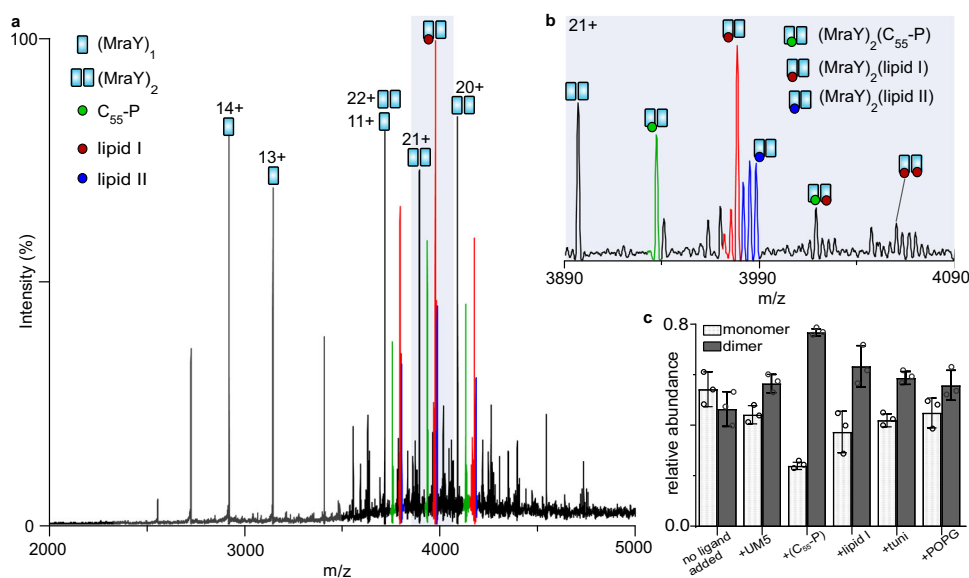 a
100
(MraY)₁
(MraY)₂
C₅₅-P
lipid I
lipid II
14+
13+
22+
11+
21+
20+
Intensity (%)
0
2000
3000
4000
5000
m/z
b
21+
(MraY)₂(C₅₅-P)
(MraY)₂(lipid I)
(MraY)₂(lipid II)
3890
3990
4090
m/z
c
0.8
monomer
dimer
relative abundance
0.0
no ligand
added
+UM5
+(C₅₅-P)
+lipid I
+tuni
+POPG